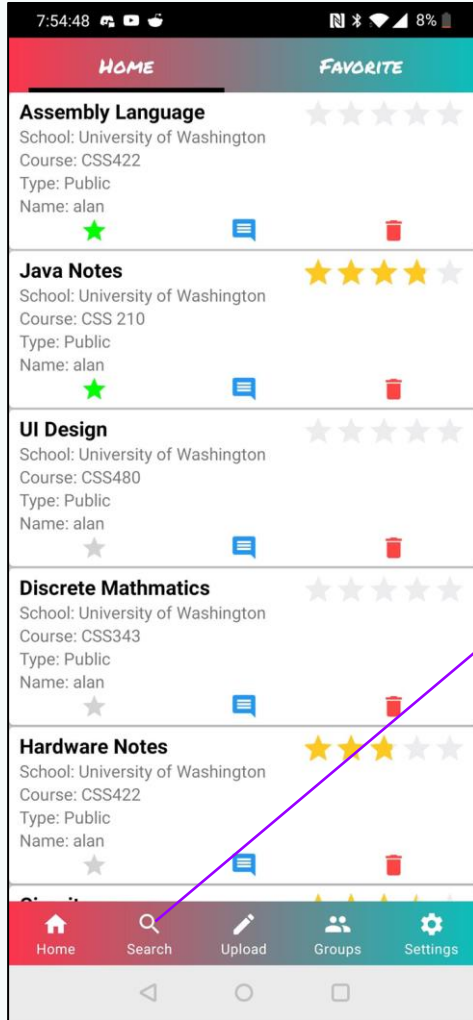 7:54:48 8%
HOME FAVORITE
Assembly Language
School: University of Washington
Course: CSS422
Type: Public
Name: alan
Java Notes
School: University of Washington
Course: CSS 210
Type: Public
Name: alan
UI Design
School: University of Washington
Course: CSS480
Type: Public
Name: alan
Discrete Mathmatics
School: University of Washington
Course: CSS343
Type: Public
Name: alan
Hardware Notes
School: University of Washington
Course: CSS422
Type: Public
Name: alan
Home Search Upload Groups Settings